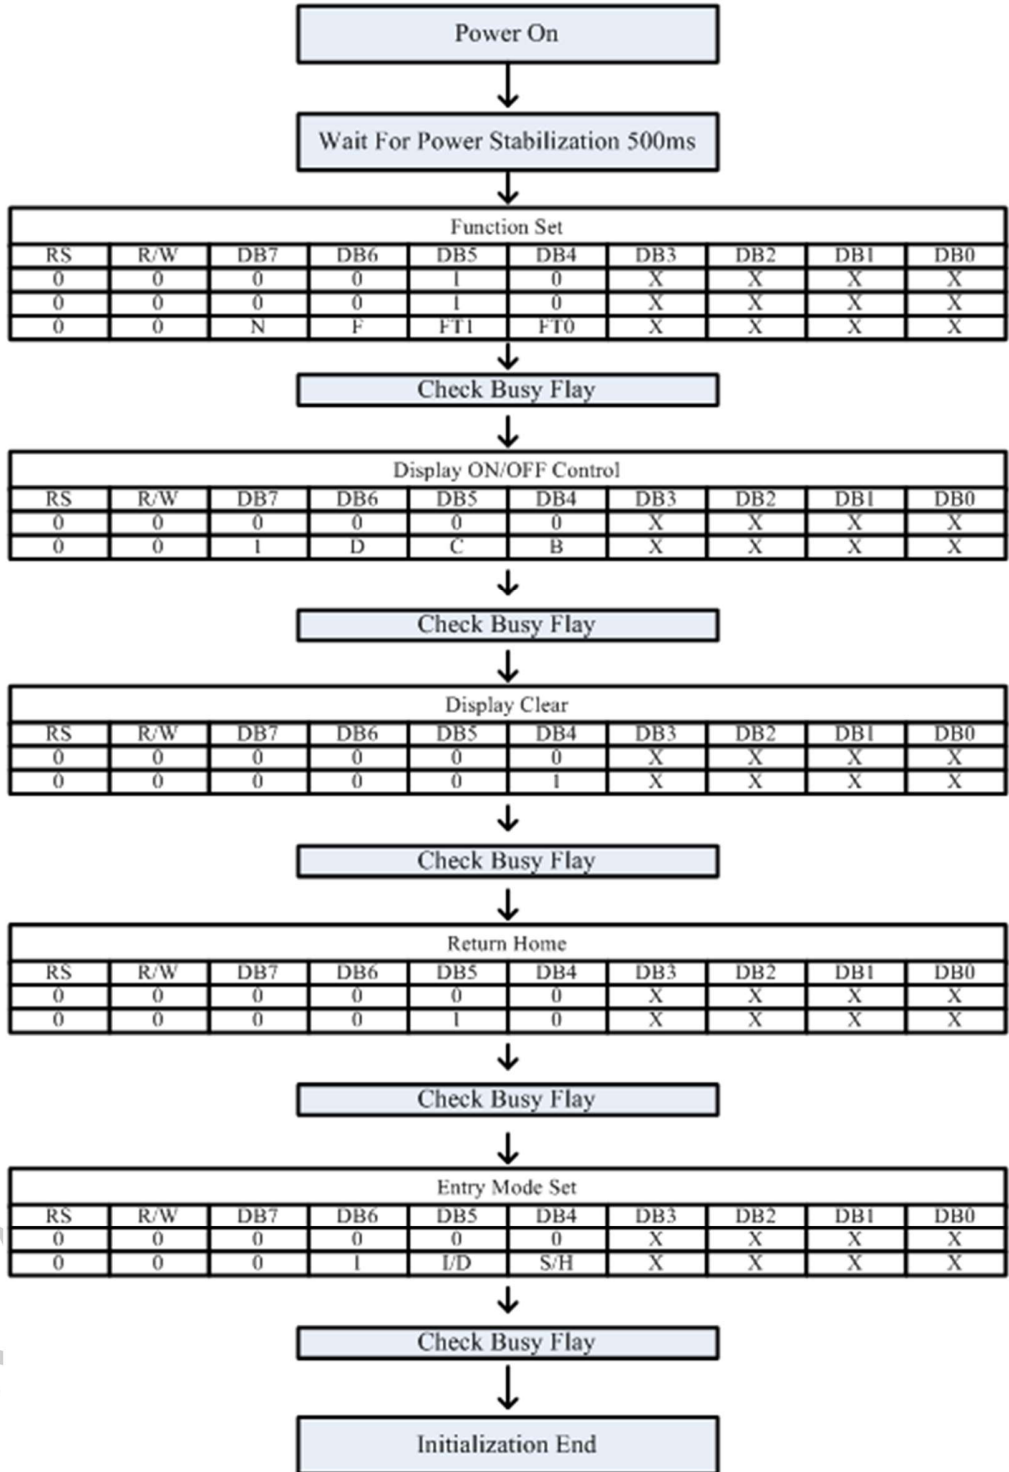 Power On
Wait For Power Stabilization 500ms
Function Set
RS R/W DB7 DB6 DB5 DB4 DB3 DB2 DB1 DB0
0 0 0 0 1 0 X X X X
0 0 0 0 1 0 X X X X
0 0 N F FT1 FT0 X X X X
Check Busy Flay
Display ON/OFF Control
RS R/W DB7 DB6 DB5 DB4 DB3 DB2 DB1 DB0
0 0 0 0 0 0 X X X X
0 0 1 D C B X X X X
Check Busy Flay
Display Clear
RS R/W DB7 DB6 DB5 DB4 DB3 DB2 DB1 DB0
0 0 0 0 0 0 X X X X
0 0 0 0 0 1 X X X X
Check Busy Flay
Return Home
RS R/W DB7 DB6 DB5 DB4 DB3 DB2 DB1 DB0
0 0 0 0 0 0 X X X X
0 0 0 0 1 0 X X X X
Check Busy Flay
Entry Mode Set
RS R/W DB7 DB6 DB5 DB4 DB3 DB2 DB1 DB0
0 0 0 0 0 0 X X X X
0 0 0 1 I/D S/H X X X X
Check Busy Flay
Initialization End